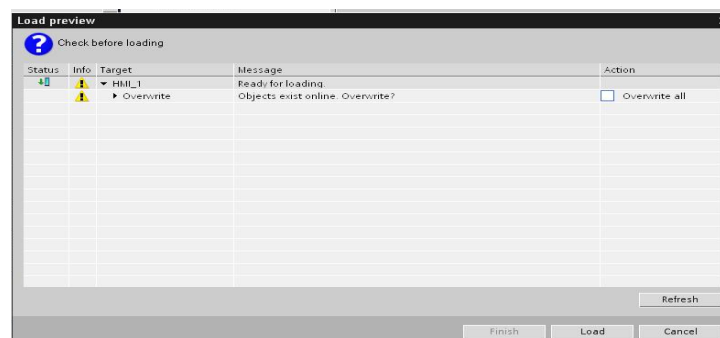 Load preview
Check before loading
Status Info Target Message Action
HMI_1 Ready for loading.
Overwrite Objects exist online. Overwrite? Overwrite all
Refresh
Finish Load Cancel